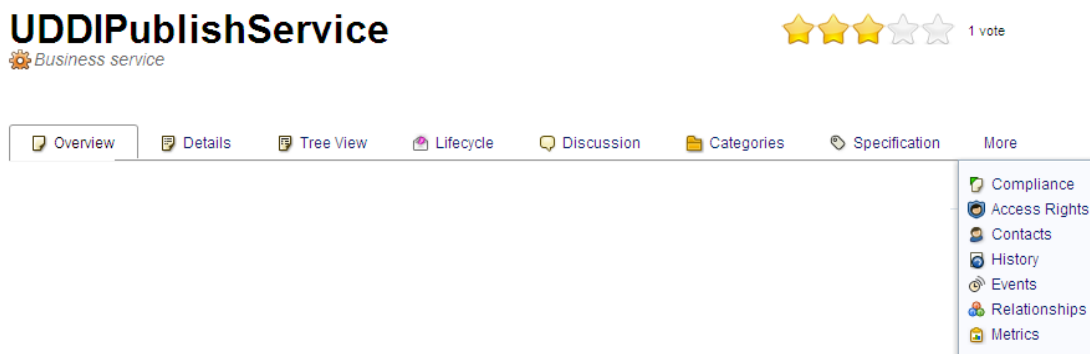 UDDIPublishService
1 vote
Business service
Overview Details Tree View Lifecycle Discussion Categories Specification More
Compliance
Access Rights
Contacts
History
Events
Relationships
Metrics